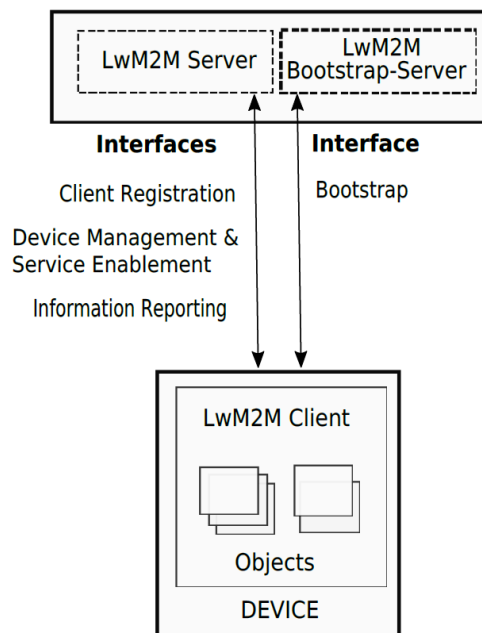 LwM2M Server
LwM2M
Bootstrap-Server
Interfaces
Interface
Client Registration
Bootstrap
Device Management &
Service Enablement
Information Reporting
LwM2M Client
Objects
DEVICE